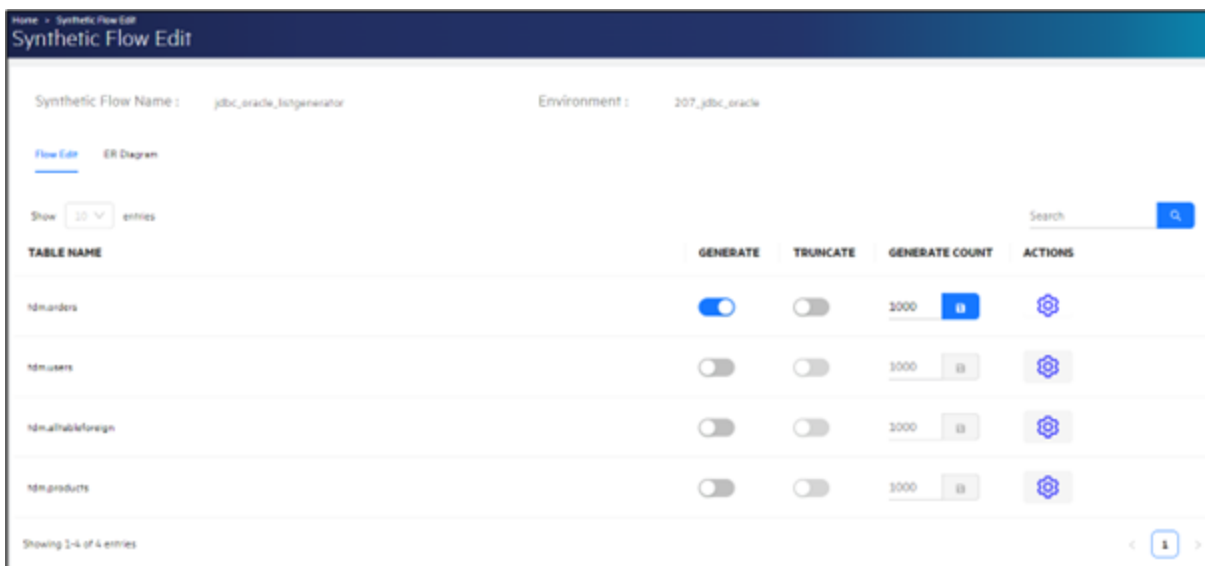 Home > Synthetic Flow Edit
Synthetic Flow Edit
Synthetic Flow Name : jdbc_oracle_listgenerator Environment : 207_jdbc_oracle
Flow Edit ER Diagram
Show 10 entries Search
TABLE NAME GENERATE TRUNCATE GENERATE COUNT ACTIONS
tdm.orders 1000
tdm.users 1000
tdm.alltableforeign 1000
tdm.products 1000
Showing 1-4 of 4 entries < 1 >